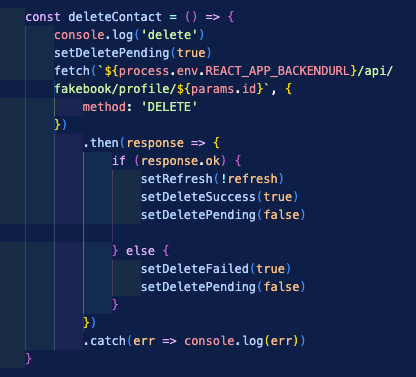 const deleteContact = () => {
    console.log('delete')
    setDeletePending(true)
    fetch(`${process.env.REACT_APP_BACKENDURL}/api/
    fakebook/profile/${params.id}`, {
        method: 'DELETE'
    })
        .then(response => {
            if (response.ok) {
                setRefresh(!refresh)
                setDeleteSuccess(true)
                setDeletePending(false)

            } else {
                setDeleteFailed(true)
                setDeletePending(false)
            }
        })
        .catch(err => console.log(err))
}